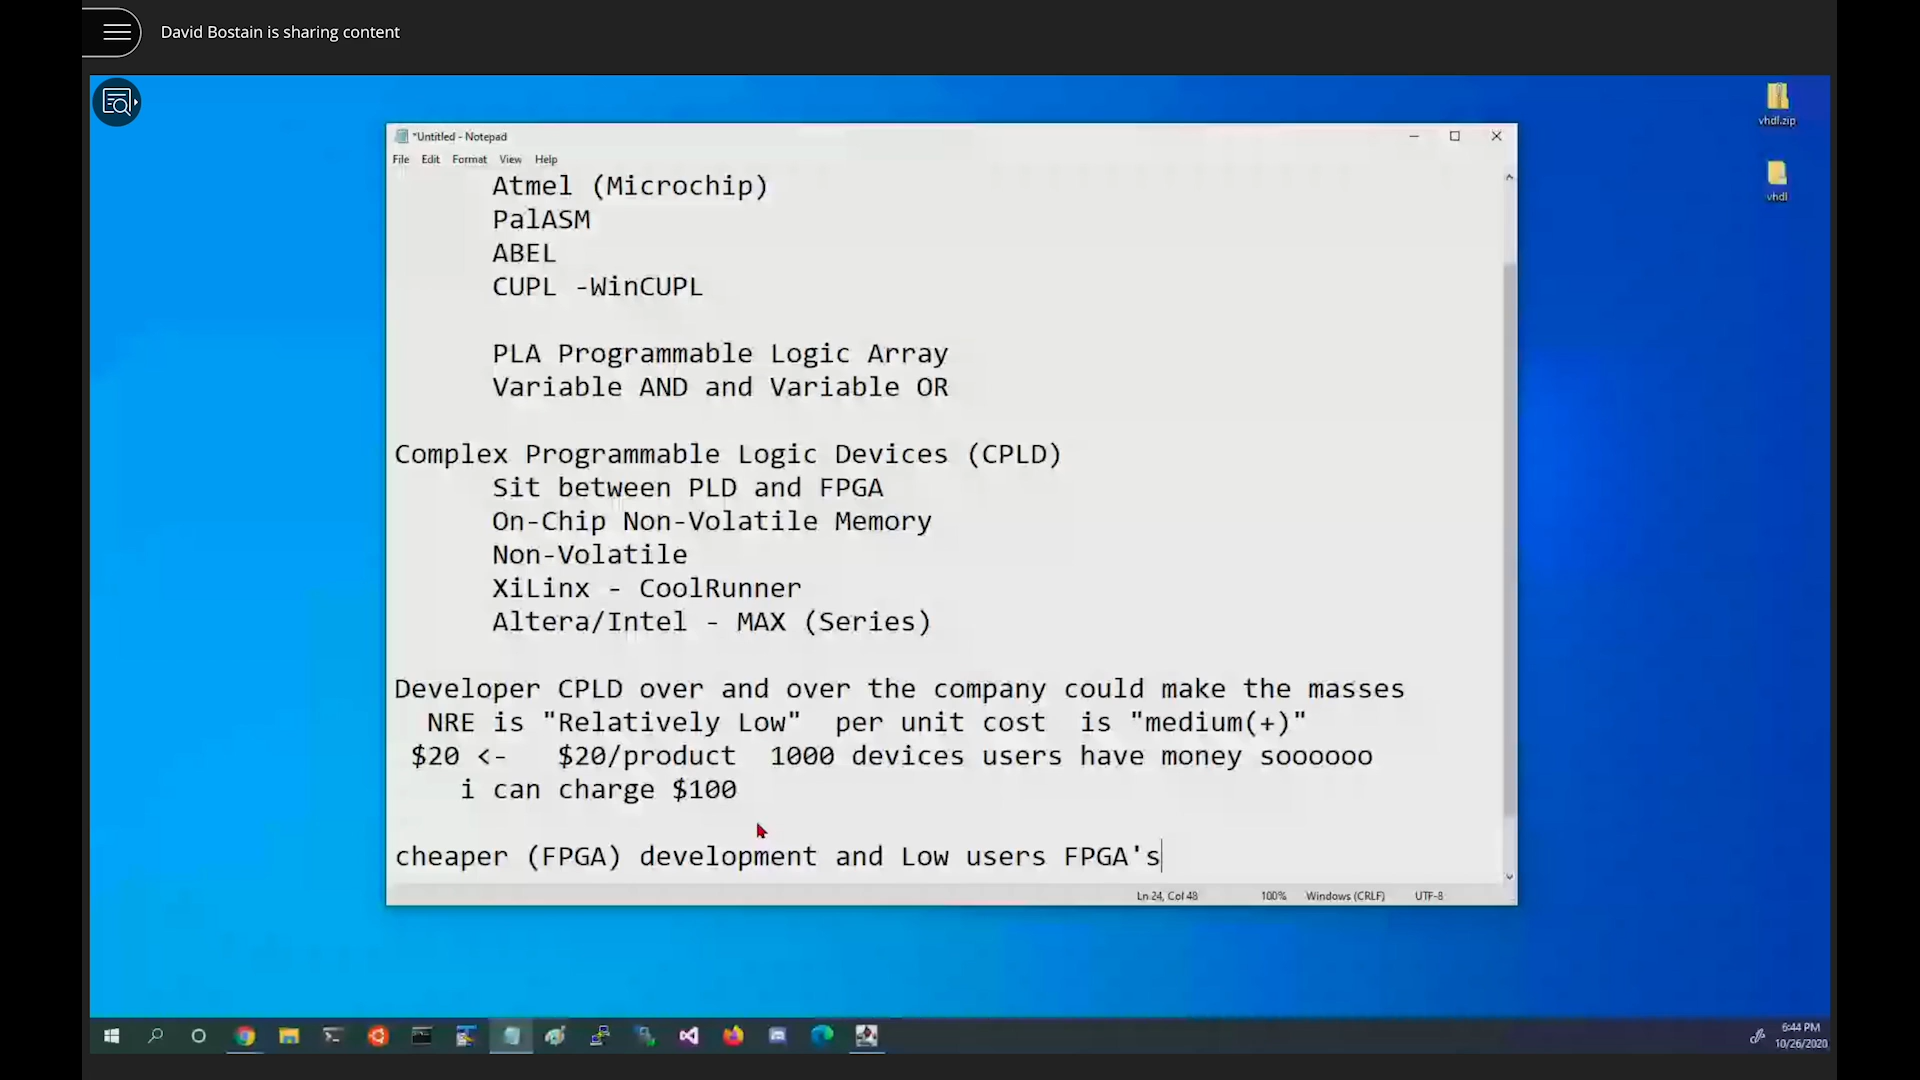 David Bostain is sharing content
vhdl.zip
vhdl
*Untitled - Notepad
File Edit Format View Help
Atmel (Microchip)
PalASM
ABEL
CUPL -WinCUPL
PLA Programmable Logic Array
Variable AND and Variable OR
Complex Programmable Logic Devices (CPLD)
Sit between PLD and FPGA
On-Chip Non-Volatile Memory
Non-Volatile
XiLinx - CoolRunner
Altera/Intel - MAX (Series)
Developer CPLD over and over the company could make the masses
NRE is "Relatively Low" per unit cost is "medium(+)"
$20 <- $20/product 1000 devices users have money soooooo
i can charge $100
cheaper (FPGA) development and Low users FPGA's
Ln 24, Col 48 100% Windows (CRLF) UTF-8
6:44 PM
10/26/2020